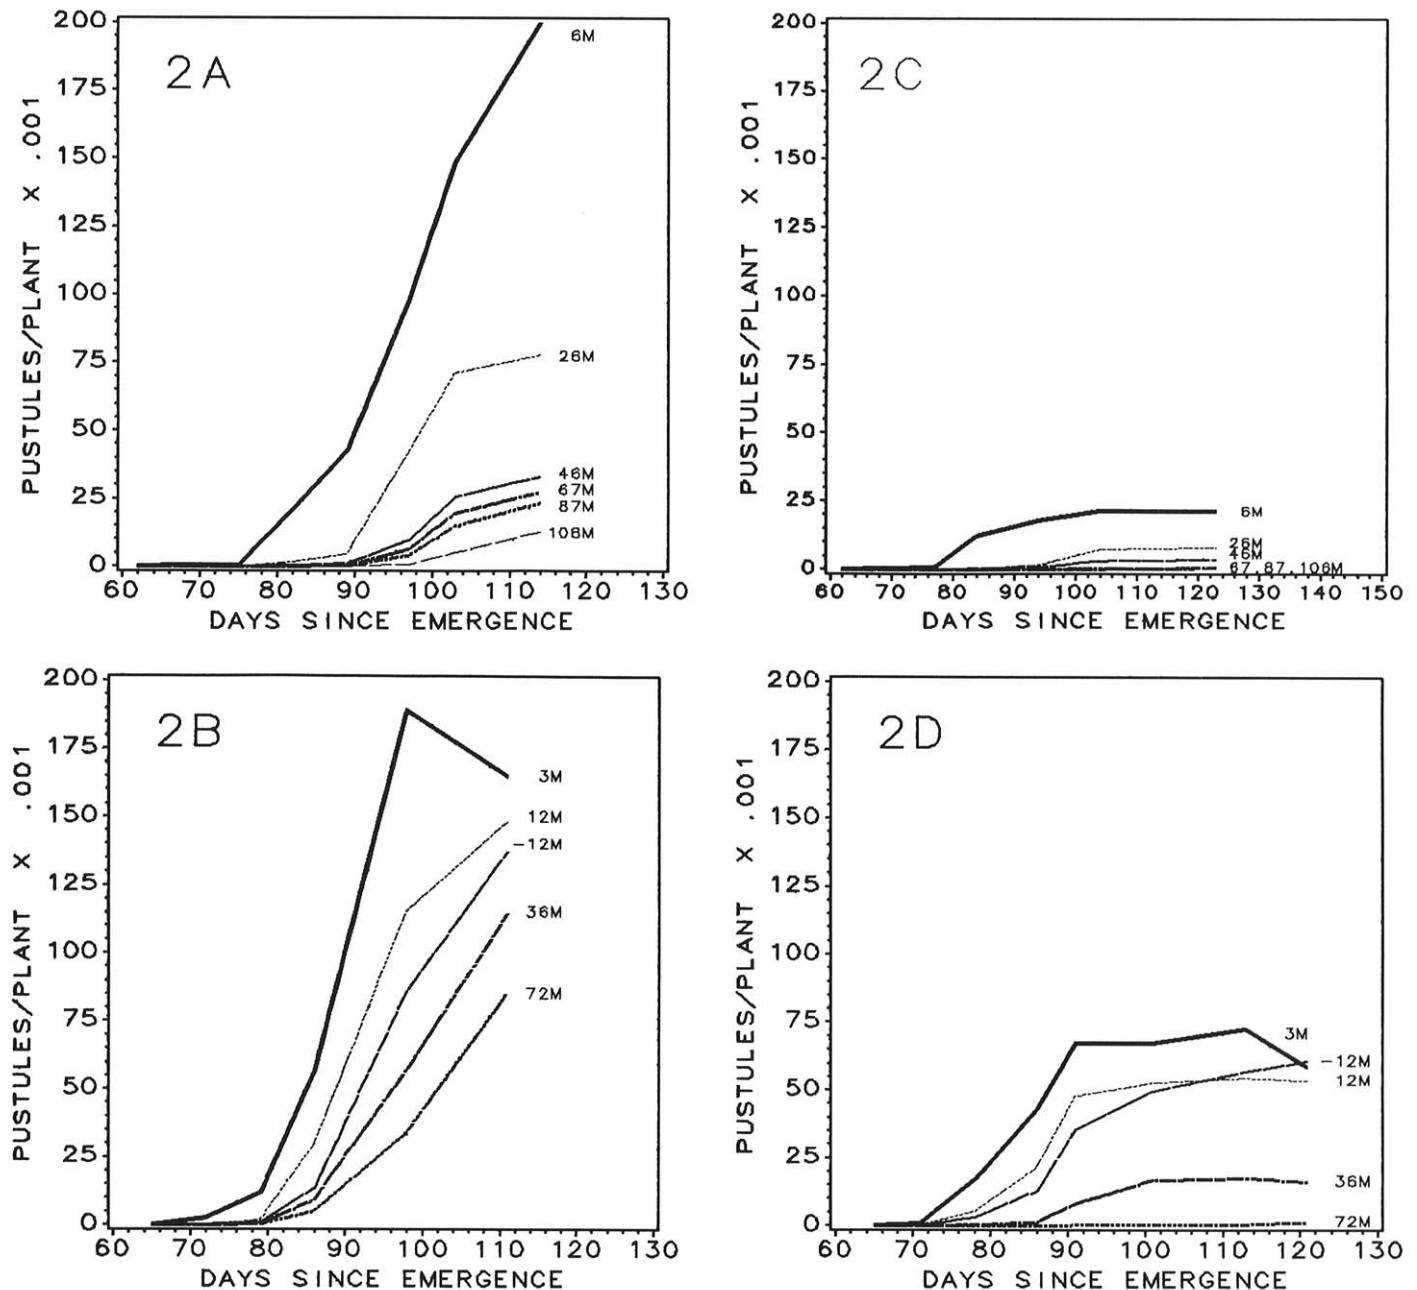 2A
PUSTULES/PLANT X .001
200
175
150
125
100
75
50
25
0
6M
26M
46M
67M
87M
106M
60 70 80 90 100 110 120 130
DAYS SINCE EMERGENCE
2C
PUSTULES/PLANT X .001
200
175
150
125
100
75
50
25
0
6M
26M
46M
67,87,106M
60 70 80 90 100 110 120 130 140 150
DAYS SINCE EMERGENCE
2B
PUSTULES/PLANT X .001
200
175
150
125
100
75
50
25
0
3M
12M
-12M
36M
72M
60 70 80 90 100 110 120 130
DAYS SINCE EMERGENCE
2D
PUSTULES/PLANT X .001
200
175
150
125
100
75
50
25
0
3M
-12M
12M
36M
72M
60 70 80 90 100 110 120 130
DAYS SINCE EMERGENCE